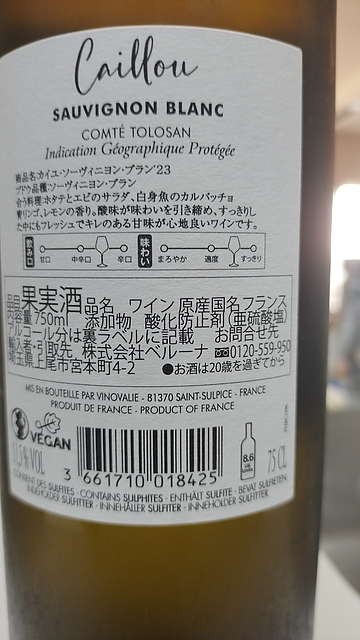 Caillou
SAUVIGNON BLANC
COMTÉ TOLOSAN
Indication Géographique Protégée
商品名:カイユ・ソーヴィニヨン・ブラン'23
ブドウ品種:ソーヴィニヨン・ブラン
合う料理:ホタテとエビのサラダ、白身魚のカルパッチョ
青リンゴ、レモンの香り。酸味が味わいを引き締め、すっきりし
た中にもフレッシュでキレのある甘味が心地良いワインです。
飲み口 甘口 中辛口 辛口 味わい まろやか 適度 すっきり
品目 果実酒 品名 ワイン 原産国名 フランス
内容量 750ml 添加物 酸化防止剤(亜硫酸塩)
アルコール分は裏ラベルに記載 お問合せ先
輸入者・引取先 株式会社ベルーナ 0120-559-950
埼玉県上尾市宮本町4-2 ●お酒は20歳を過ぎてから
MIS EN BOUTEILLE PAR VINOVALIE - 81370 SAINT-SULPICE - FRANCE
PRODUIT DE FRANCE - PRODUCT OF FRANCE
VEGAN
11,5% VOL
3 661710 018425
8.6
75 CL
CONTIENT DES SULFITES - CONTAINS SULPHITES - ENTHÄLT SULFITE - BEVAT SULFIETEN
INDEHOLDER SULFITTER - INNEHÅLLER SULFITER - INNEHOLDER SULFITTER